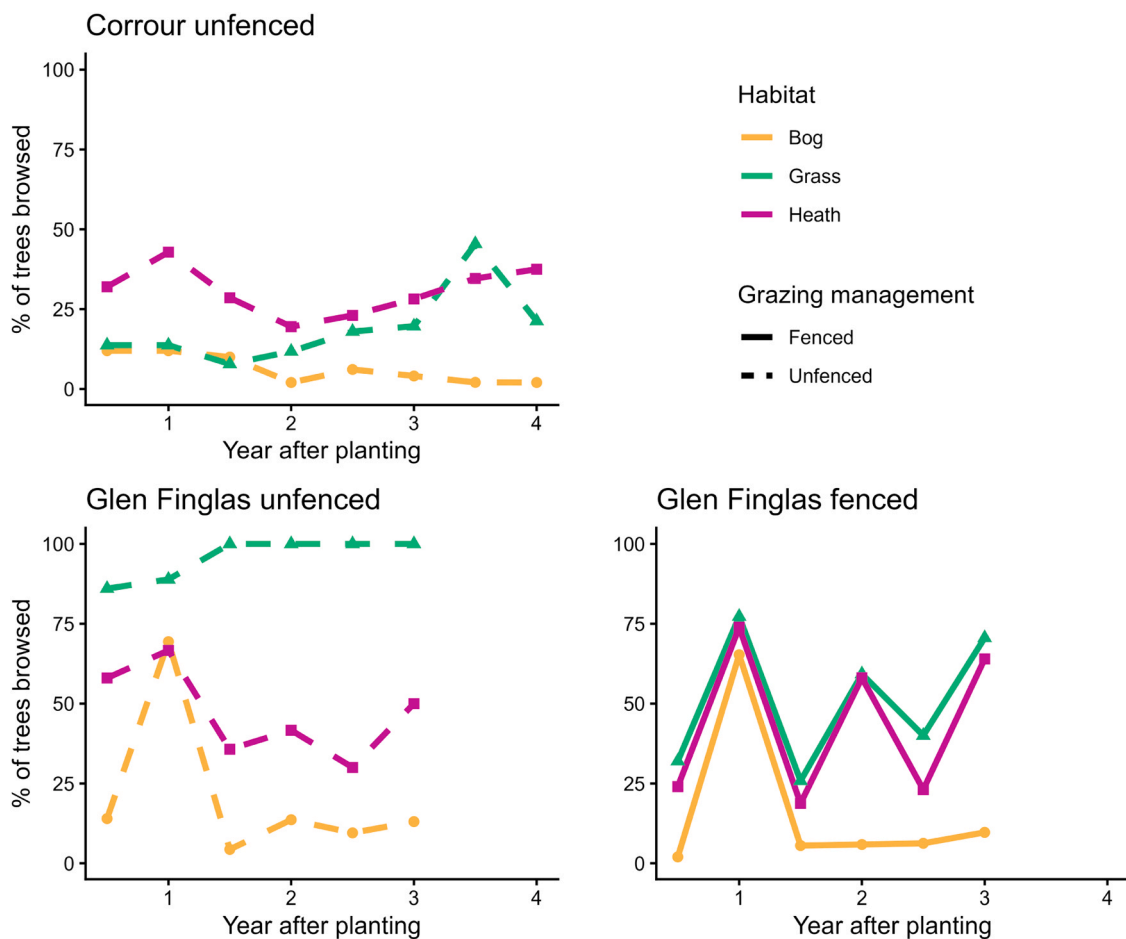 Corrour unfenced
% of trees browsed
100
75
50
25
0
1 2 3 4
Year after planting
Habitat
Bog
Grass
Heath
Grazing management
Fenced
Unfenced
Glen Finglas unfenced
% of trees browsed
100
75
50
25
0
1 2 3 4
Year after planting
Glen Finglas fenced
100
75
50
25
0
1 2 3 4
Year after planting